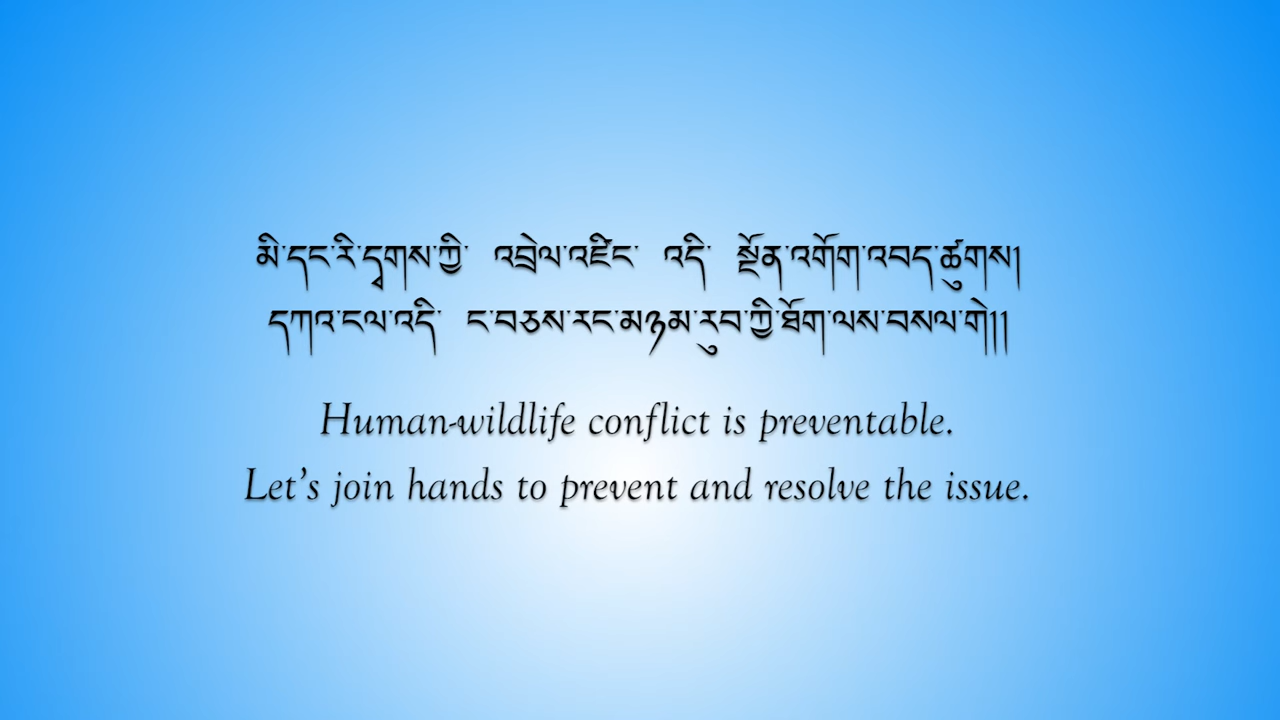 མི་དང་རི་དྭགས་ཀྱི་ འབྲེལ་འཛིང་ འདི་ སྔོན་འགོག་འབད་ཚུགས།
དཀའ་ངལ་འདི་ ང་བཅས་རང་མཉམ་རུབ་ཀྱི་ཐོག་ལས་བསལ་གེ།།
Human-wildlife conflict is preventable.
Let's join hands to prevent and resolve the issue.